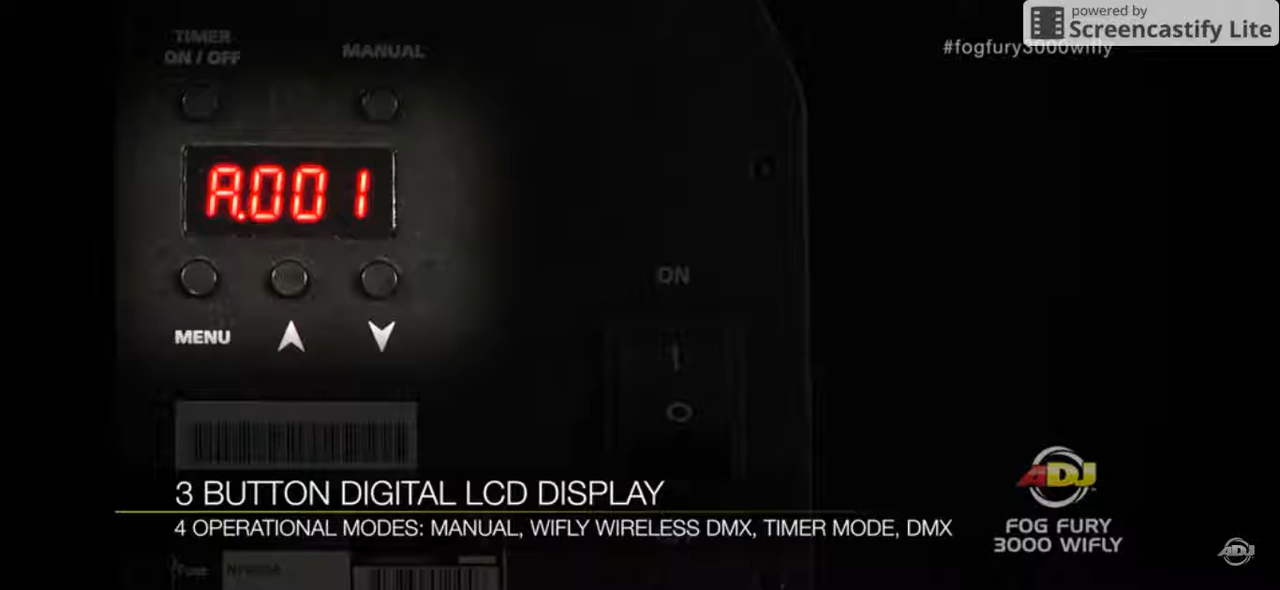 powered by
Screencastify Lite
#fogfury3000wifly
TIMER
ON / OFF
MANUAL
A.001
MENU
ON
3 BUTTON DIGITAL LCD DISPLAY
4 OPERATIONAL MODES: MANUAL, WIFLY WIRELESS DMX, TIMER MODE, DMX
ADJ
FOG FURY
3000 WIFLY
ADJ